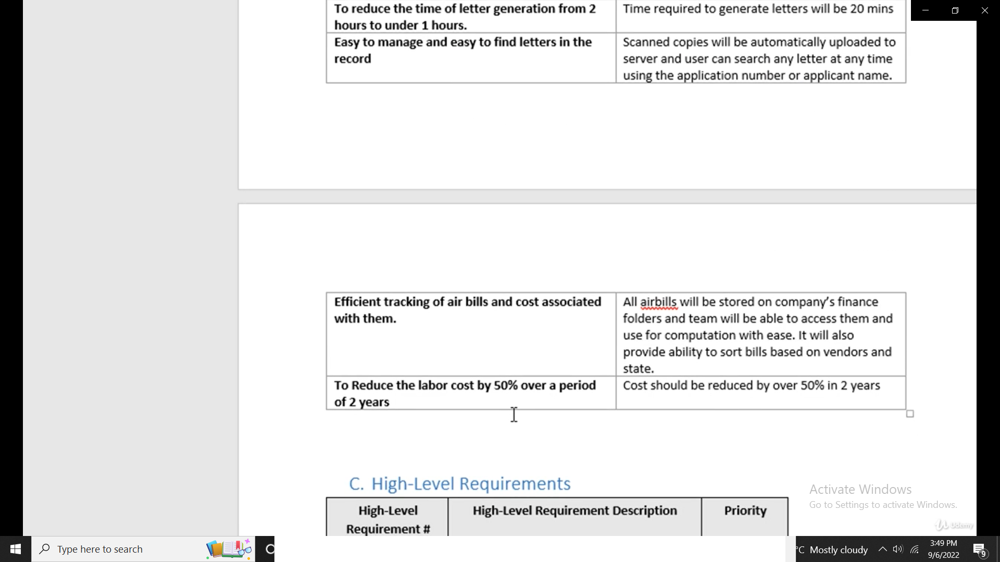 To reduce the time of letter generation from 2
hours to under 1 hours.
Time required to generate letters will be 20 mins
Easy to manage and easy to find letters in the
record
Scanned copies will be automatically uploaded to
server and user can search any letter at any time
using the application number or applicant name.
Efficient tracking of air bills and cost associated
with them.
All airbills will be stored on company’s finance
folders and team will be able to access them and
use for computation with ease. It will also
provide ability to sort bills based on vendors and
state.
To Reduce the labor cost by 50% over a period
of 2 years
Cost should be reduced by over 50% in 2 years
C. High-Level Requirements
High-Level
Requirement #
High-Level Requirement Description
Priority
Activate Windows
Go to Settings to activate Windows.
Udemy
Type here to search
°C Mostly cloudy
3:49 PM
9/6/2022
9